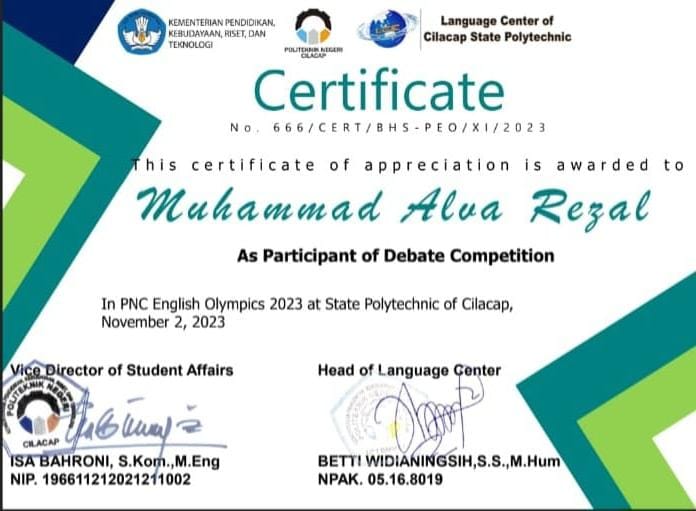 KEMENTERIAN PENDIDIKAN,
KEBUDAYAAN, RISET, DAN
TEKNOLOGI
POLITEKNIK NEGERI
CILACAP
Language Center of
Cilacap State Polytechnic
Certificate
No. 666/CERT/BHS-PEO/XI/2023
This certificate of appreciation is awarded to
Muhammad Alva Rezal
As Participant of Debate Competition
In PNC English Olympics 2023 at State Polytechnic of Cilacap,
November 2, 2023
Vice Director of Student Affairs
POLITEKNIK NEGERI
CILACAP
ISA BAHRONI, S.Kom.,M.Eng
NIP. 196611212021211002
Head of Language Center
BETTI WIDIANINGSIH,S.S.,M.Hum
NPAK. 05.16.8019